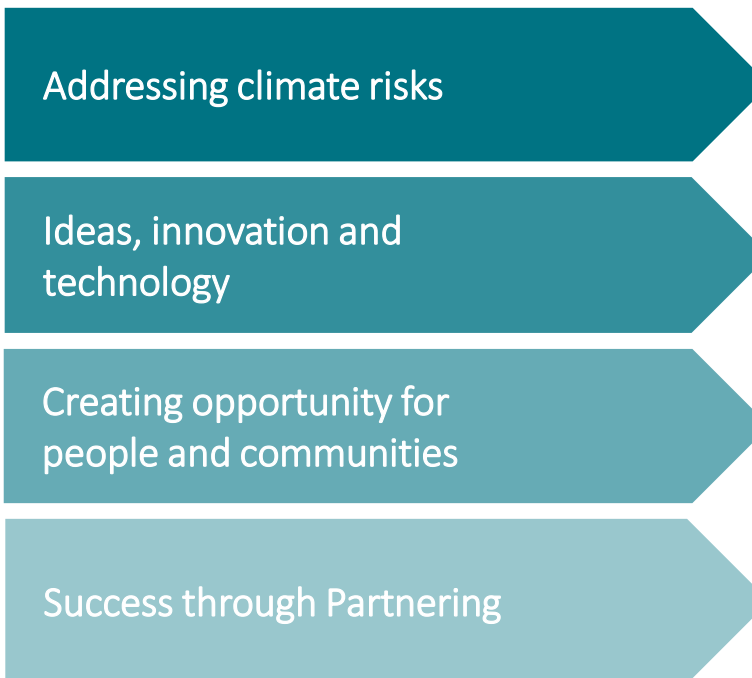 Addressing climate risks
Ideas, innovation and
technology
Creating opportunity for
people and communities
Success through Partnering